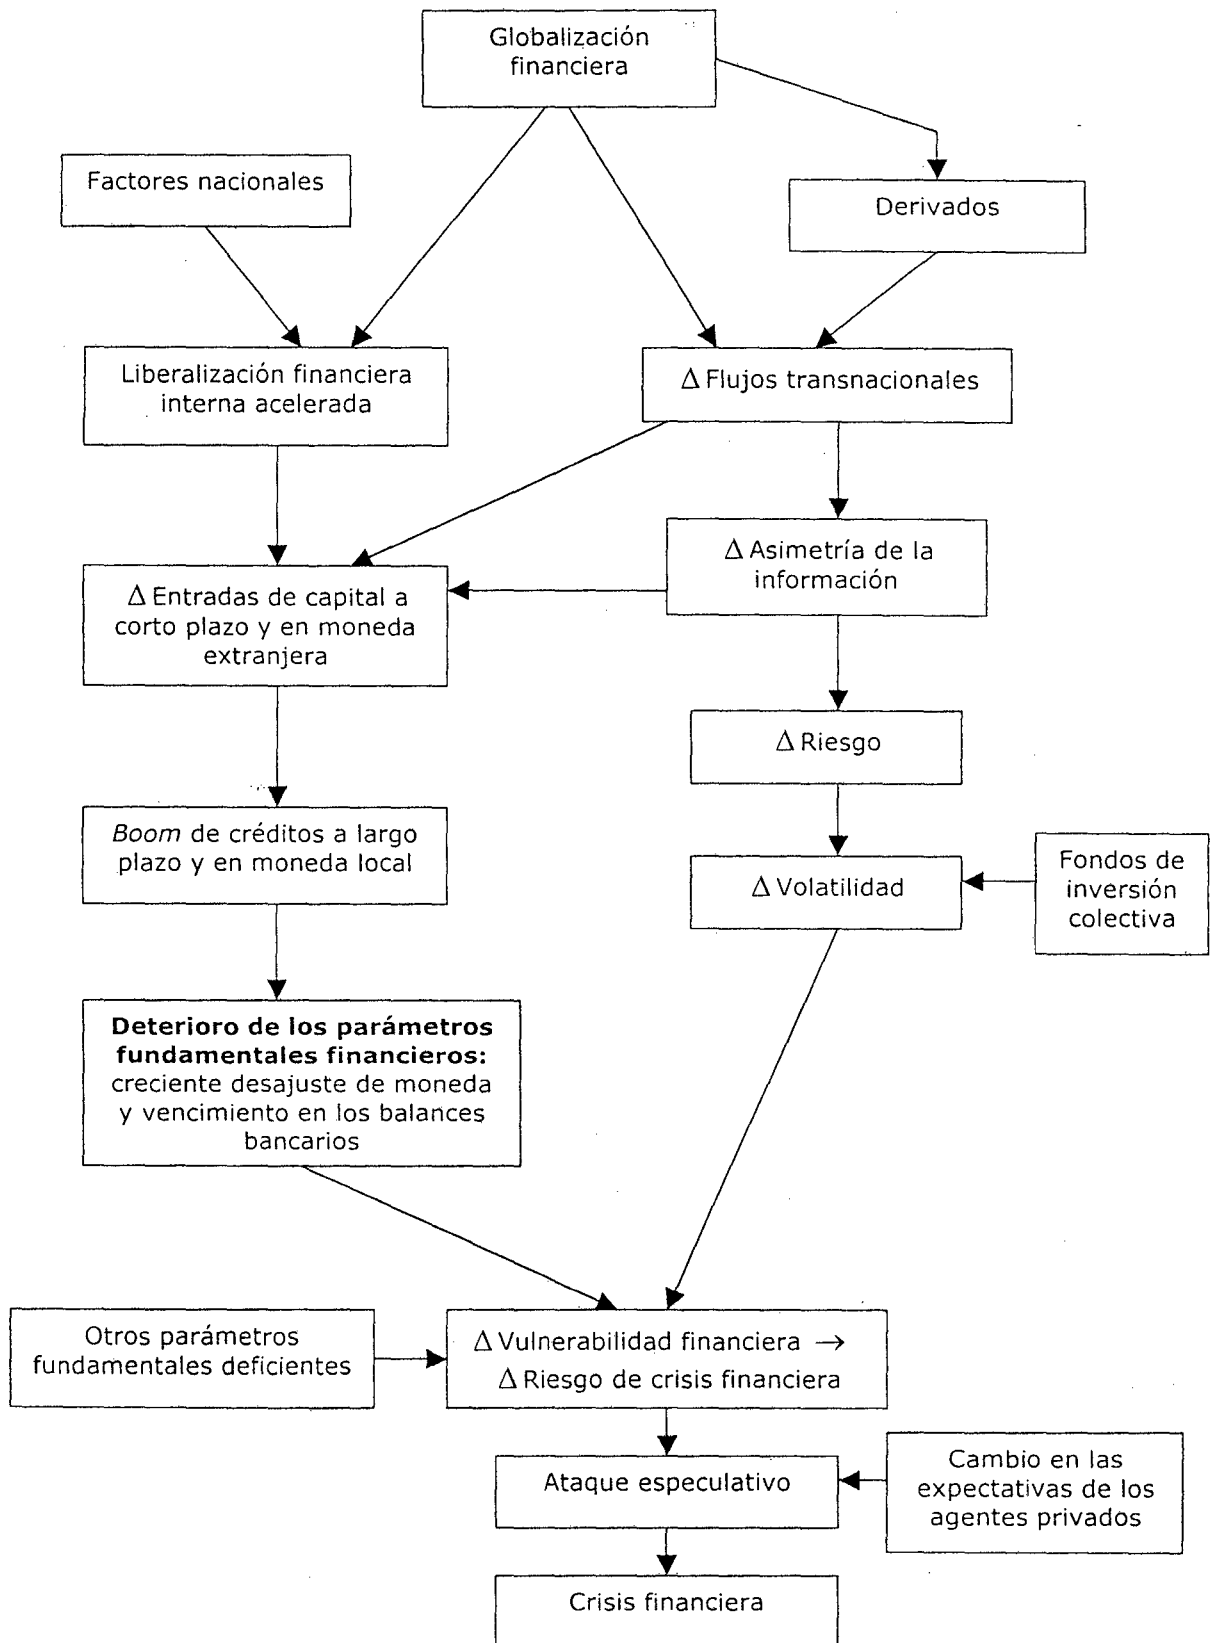 Globalización
financiera
Factores nacionales
Derivados
Liberalización financiera
interna acelerada
Δ Flujos transnacionales
Δ Asimetría de la
información
Δ Entradas de capital a
corto plazo y en moneda
extranjera
Δ Riesgo
Boom de créditos a largo
plazo y en moneda local
Δ Volatilidad
Fondos de
inversión
colectiva
Deterioro de los parámetros
fundamentales financieros:
creciente desajuste de moneda
y vencimiento en los balances
bancarios
Otros parámetros
fundamentales deficientes
Δ Vulnerabilidad financiera →
Δ Riesgo de crisis financiera
Ataque especulativo
Cambio en las
expectativas de los
agentes privados
Crisis financiera